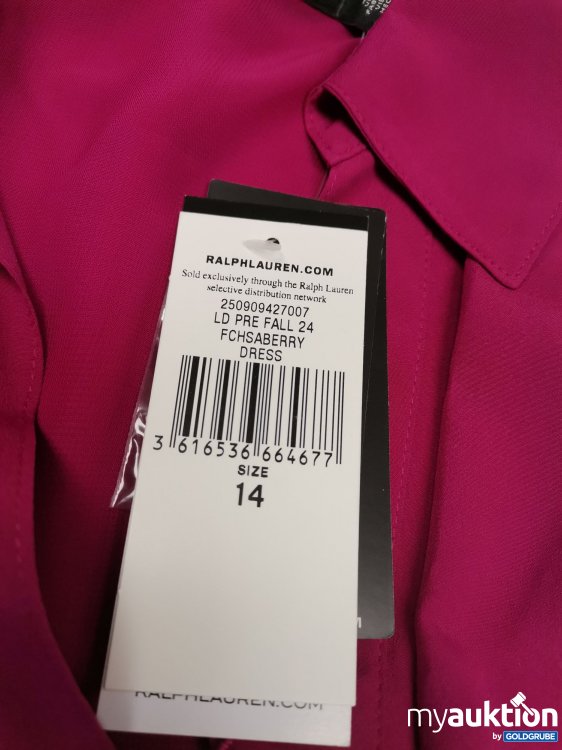 RALPHLAUREN.COM
Sold exclusively through the Ralph Lauren
selective distribution network
250909427007
LD PRE FALL 24
FCHSABERRY
DRESS
3 616536 664677
SIZE
14
RALPHLAUREN.COM
myauktion
by GOLDGRUBE